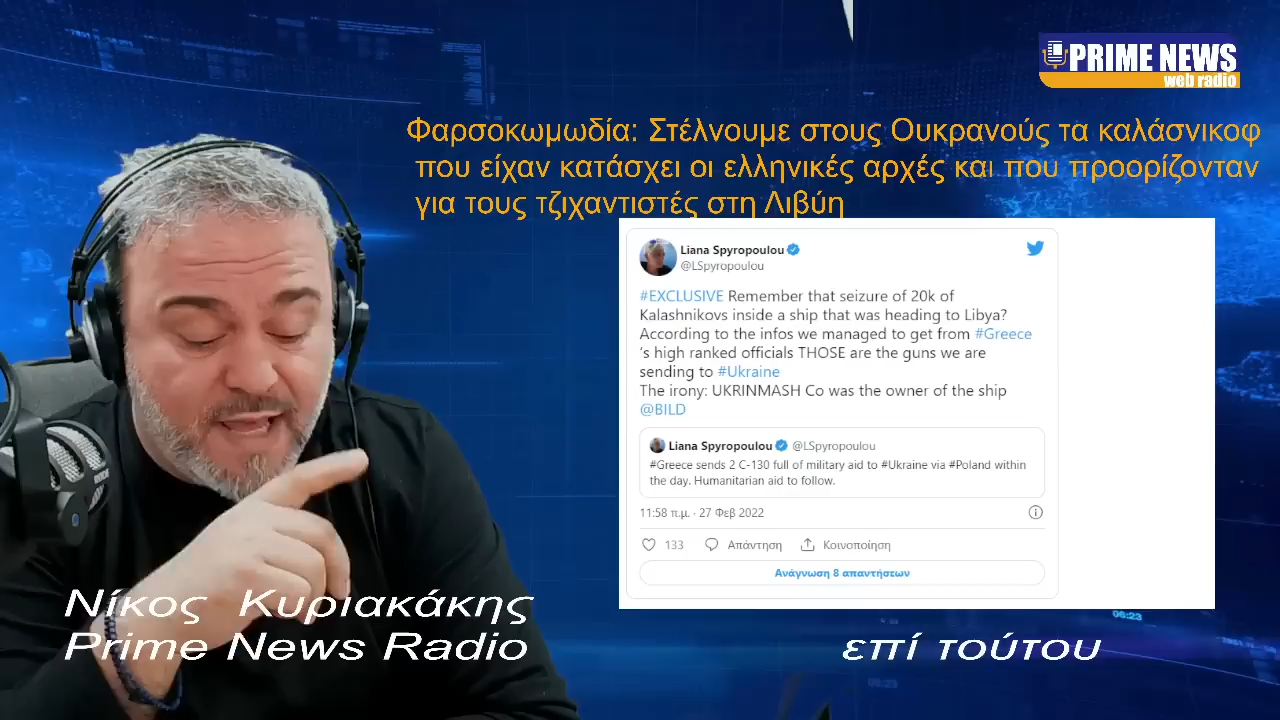 PRIME NEWS
web radio
Φαρσοκωμωδία: Στέλνουμε στους Ουκρανούς τα καλάσνικοφ
που είχαν κατάσχει οι ελληνικές αρχές και που προορίζονταν
για τους τζιχαντιστές στη Λιβύη
Liana Spyropoulou
@LSpyropoulou
#EXCLUSIVE Remember that seizure of 20k of
Kalashnikovs inside a ship that was heading to Libya?
According to the infos we managed to get from #Greece
's high ranked officials THOSE are the guns we are
sending to #Ukraine
The irony: UKRINMASH Co was the owner of the ship
@BILD
Liana Spyropoulou @LSpyropoulou
#Greece sends 2 C-130 full of military aid to #Ukraine via #Poland within
the day. Humanitarian aid to follow.
11:58 π.μ. · 27 Φεβ 2022
133 Απάντηση Κοινοποίηση
Ανάγνωση 8 απαντήσεων
Νίκος Κυριακάκης
Prime News Radio
επί τούτου
06:23